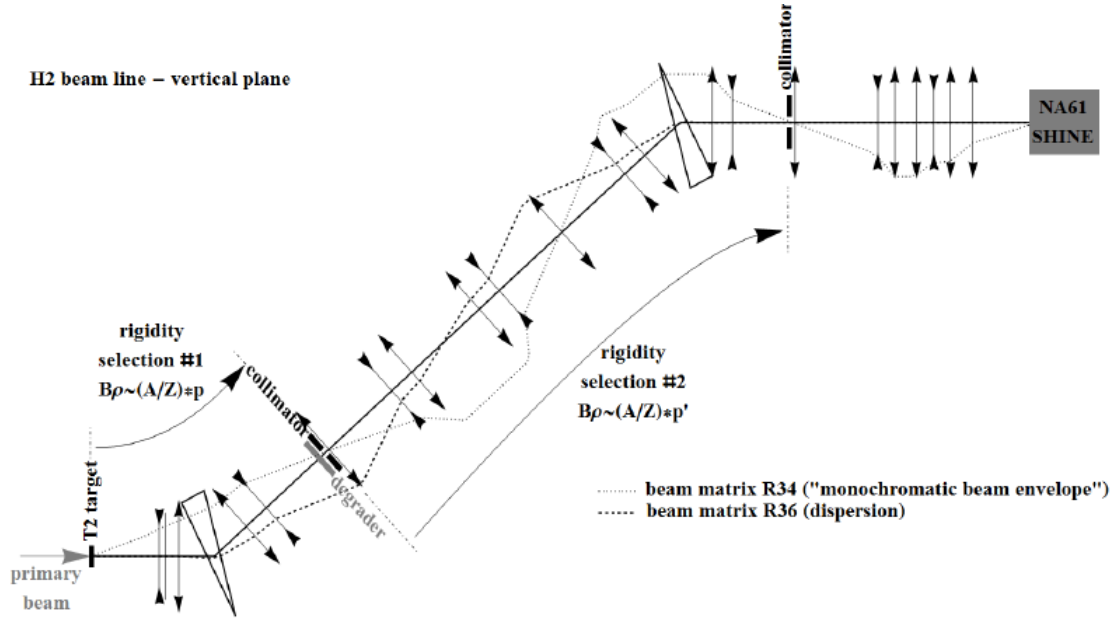 H2 beam line – vertical plane
collimator
NA61
SHINE
rigidity
selection #1
Bρ~(A/Z)*p
collimator
rigidity
selection #2
Bρ~(A/Z)*p'
T2 target
degrader
primary
beam
beam matrix R34 ("monochromatic beam envelope")
beam matrix R36 (dispersion)